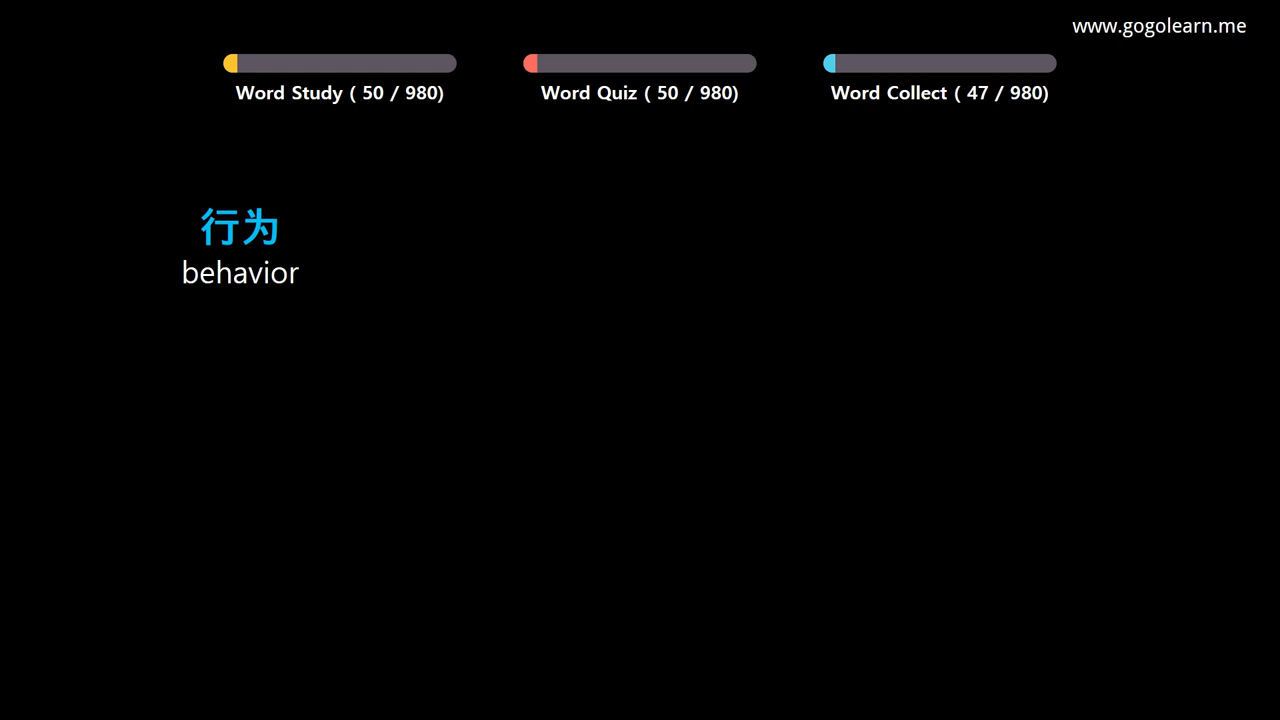 www.gogolearn.me
Word Study ( 50 / 980)
Word Quiz ( 50 / 980)
Word Collect ( 47 / 980)
行为
behavior